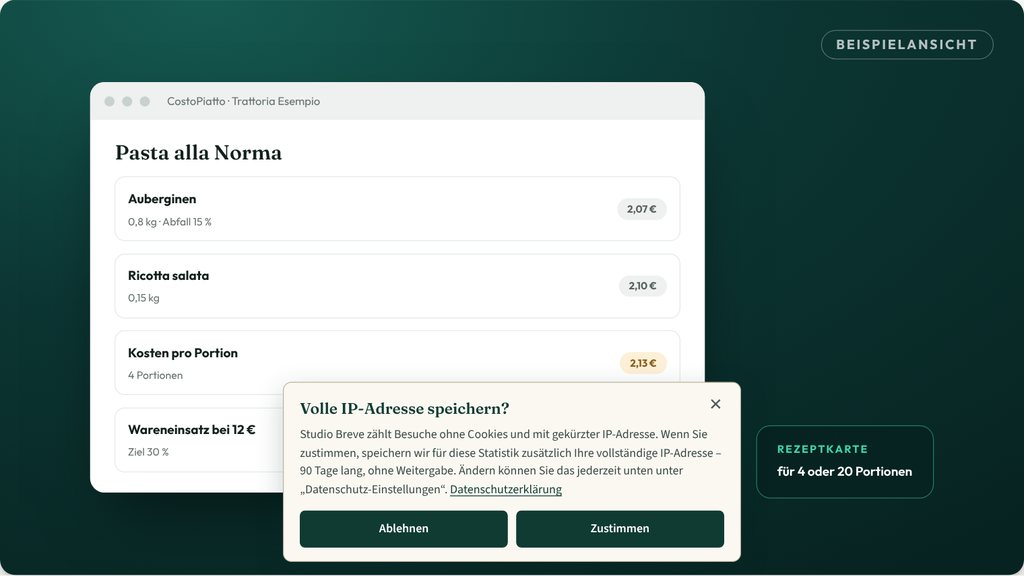 BEISPIELANSICHT
CostoPiatto · Trattoria Esempio
Pasta alla Norma
Auberginen
0,8 kg · Abfall 15 %
2,07 €
Ricotta salata
0,15 kg
2,10 €
Kosten pro Portion
4 Portionen
2,13 €
Wareneinsatz bei 12 €
Ziel 30 %
Volle IP-Adresse speichern?
Studio Breve zählt Besuche ohne Cookies und mit gekürzter IP-Adresse. Wenn Sie
zustimmen, speichern wir für diese Statistik zusätzlich Ihre vollständige IP-Adresse –
90 Tage lang, ohne Weitergabe. Ändern können Sie das jederzeit unten unter
„Datenschutz-Einstellungen“. Datenschutzerklärung
Ablehnen
Zustimmen
REZEPTKARTE
für 4 oder 20 Portionen